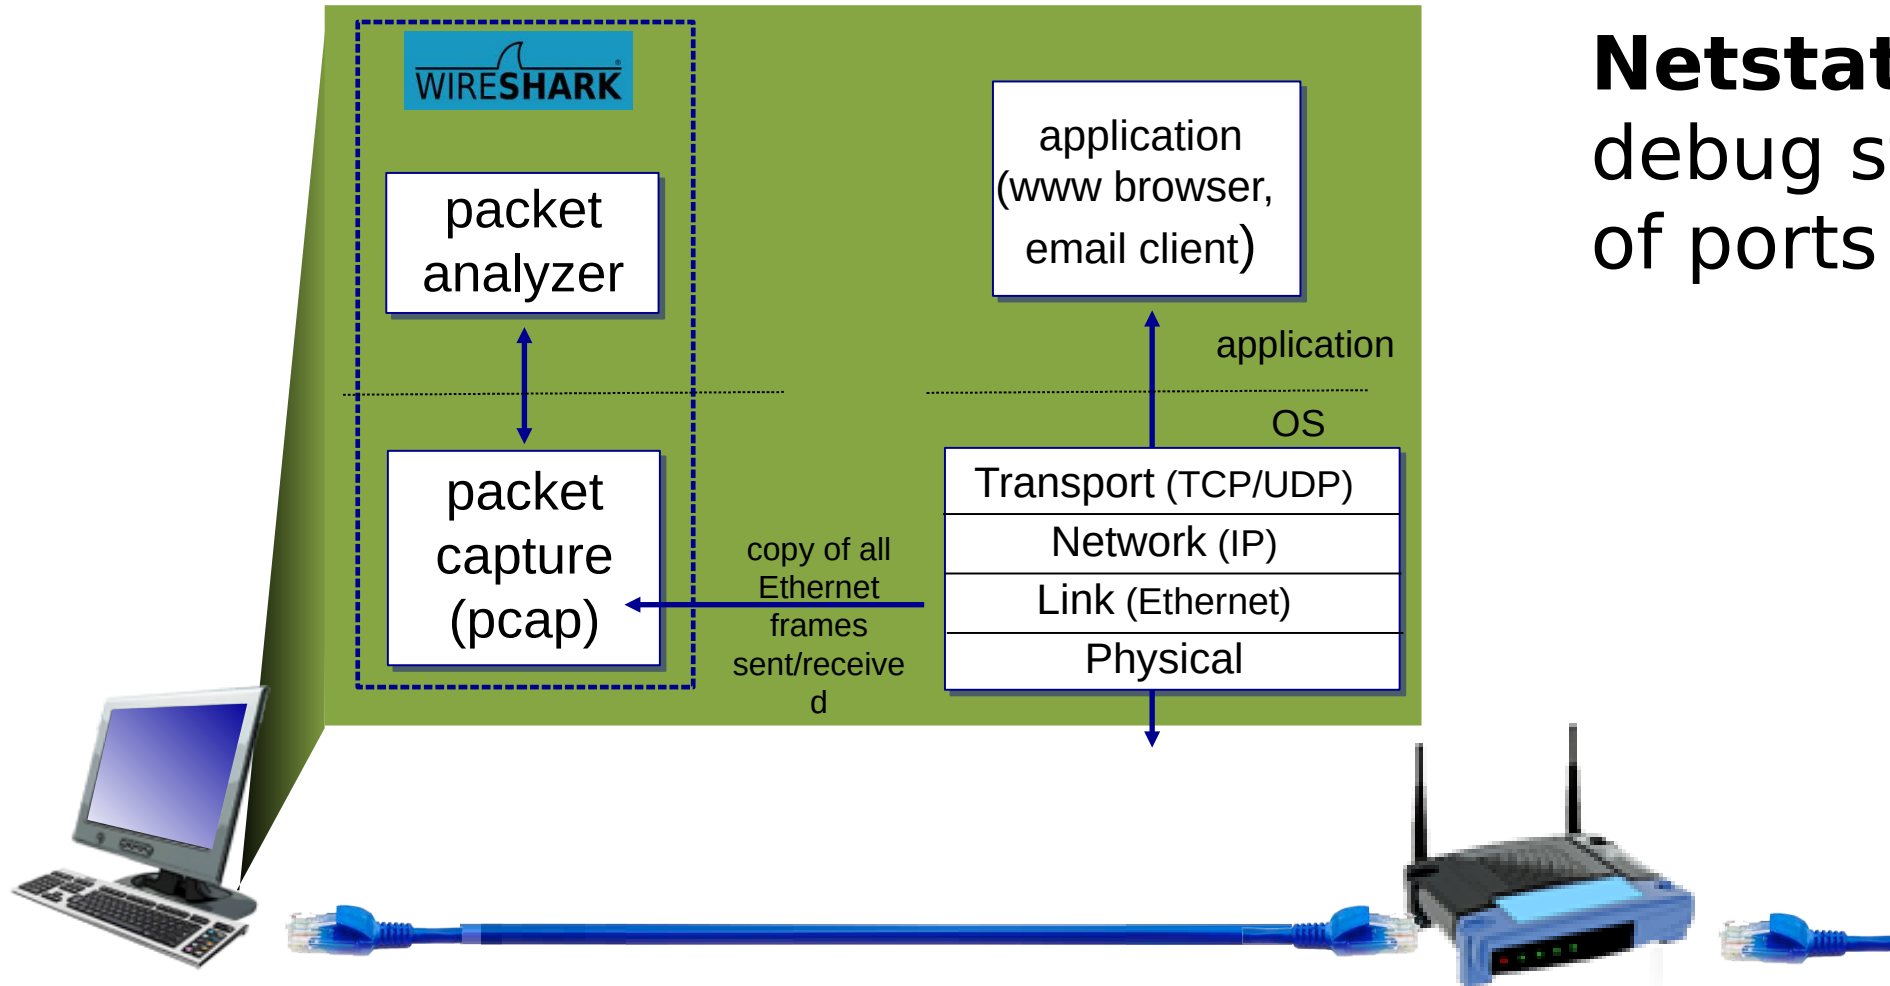 WIRESHARK
®
packet
analyzer
packet
capture
(pcap)
copy of all
Ethernet
frames
sent/receive
d
application
(www browser,
email client)
application
OS
Transport (TCP/UDP)
Network (IP)
Link (Ethernet)
Physical
Netstat
debug s
of ports